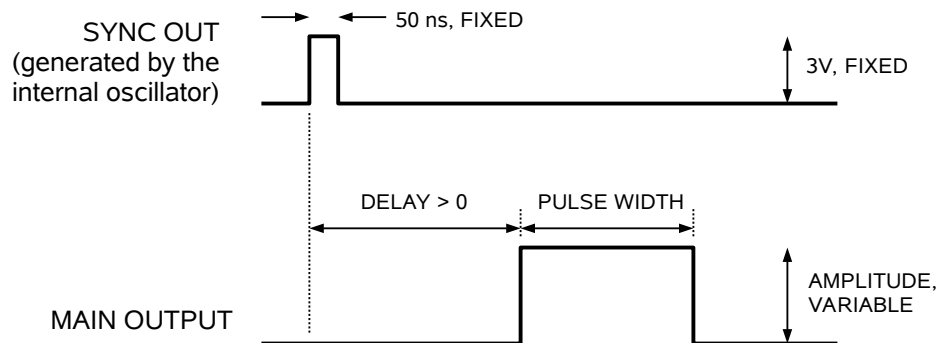 SYNC OUT
(generated by the
internal oscillator)
50 ns, FIXED
3V, FIXED
DELAY > 0
PULSE WIDTH
AMPLITUDE,
VARIABLE
MAIN OUTPUT